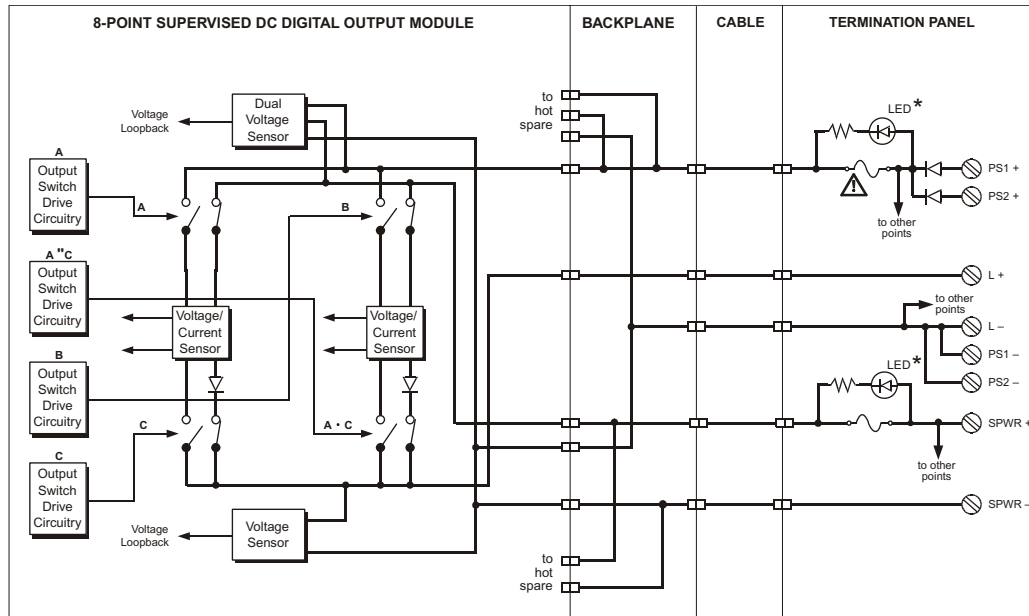 8-POINT SUPERVISED DC DIGITAL OUTPUT MODULE
BACKPLANE
CABLE
TERMINATION PANEL
Voltage
Loopback
Dual
Voltage
Sensor
to
hot
spare
LED*
PS1 +
PS2 +
to other
points
A
Output
Switch
Drive
Circuitry
A
B
A"C
Output
Switch
Drive
Circuitry
Voltage/
Current
Sensor
Voltage/
Current
Sensor
L +
to other
points
L –
PS1 –
PS2 –
B
Output
Switch
Drive
Circuitry
LED*
C
A · C
SPWR +
to other
points
C
Output
Switch
Drive
Circuitry
Voltage
Loopback
Voltage
Sensor
SPWR –
to
hot
spare